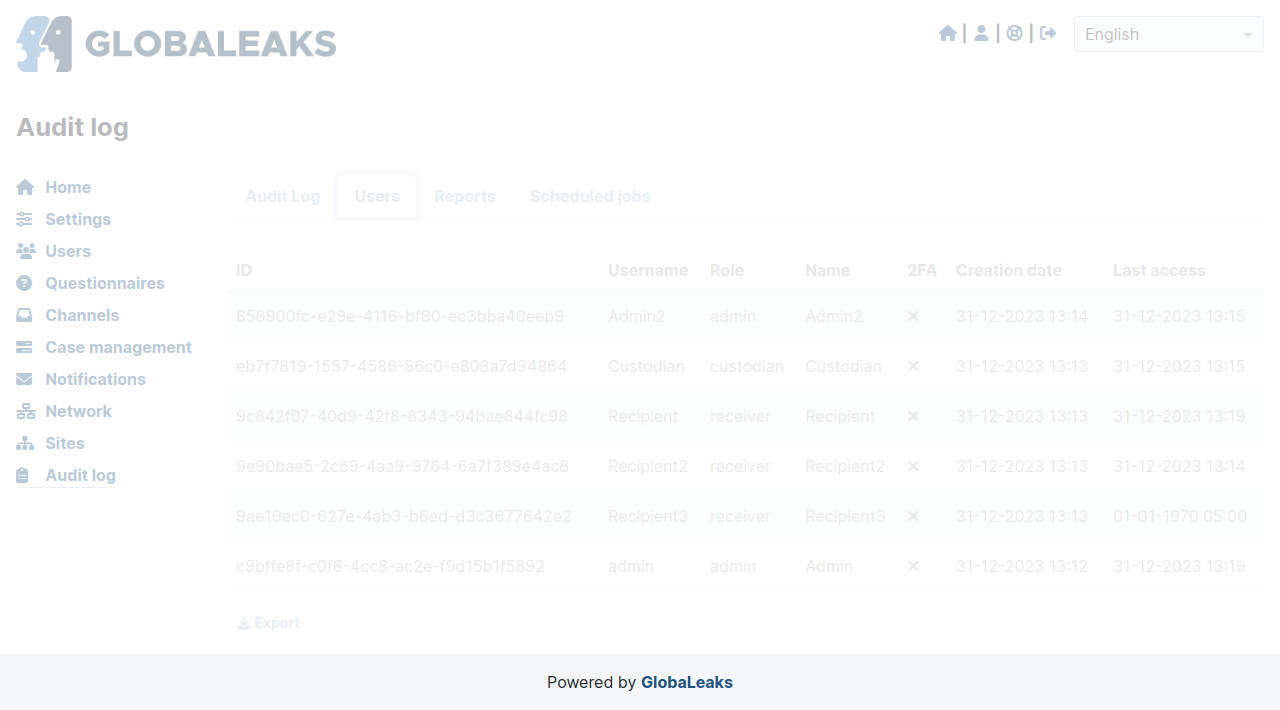 GLOBALEAKS
| | |
English
Audit log
Home
Settings
Users
Questionnaires
Channels
Case management
Notifications
Network
Sites
Audit log
Audit Log Users Reports Scheduled jobs
ID Username Role Name 2FA Creation date Last access
858900fc-e29e-4116-bf80-ec3bba40eeb9 Admin2 admin Admin2 31-12-2023 13:14 31-12-2023 13:15
eb7f7819-1557-4586-86c0-e808a7d34864 Custodian custodian Custodian 31-12-2023 13:13 31-12-2023 13:15
9c842f07-40d9-42f8-8343-94bae844fc98 Recipient receiver Recipient 31-12-2023 13:13 31-12-2023 13:19
9e90bae5-2c69-4aa9-9764-6a7f389e4ac8 Recipient2 receiver Recipient2 31-12-2023 13:13 31-12-2023 13:14
9ae19ec0-627e-4ab3-b6ed-d3c3677642e2 Recipient3 receiver Recipient3 31-12-2023 13:13 01-01-1970 05:00
c9bffe8f-c0f6-4cc8-ac2e-f9d15b1f5892 admin admin Admin 31-12-2023 13:12 31-12-2023 13:19
Export
Powered by GlobaLeaks